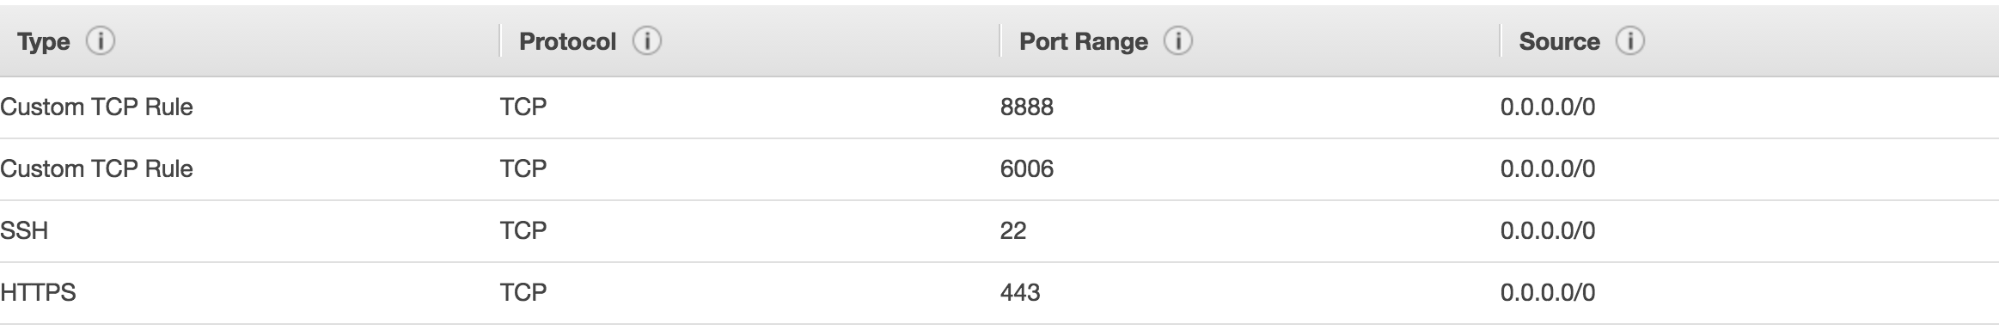 Type Protocol Port Range Source
Custom TCP Rule TCP 8888 0.0.0.0/0
Custom TCP Rule TCP 6006 0.0.0.0/0
SSH TCP 22 0.0.0.0/0
HTTPS TCP 443 0.0.0.0/0